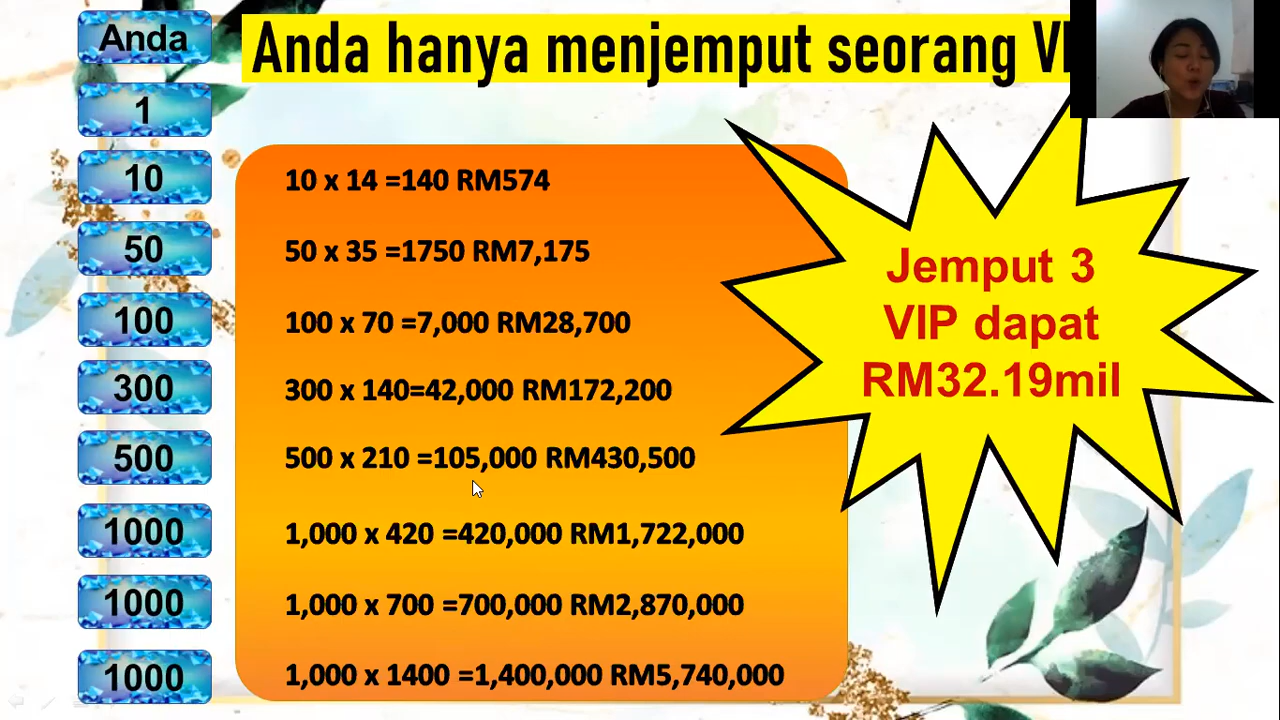 Anda
Anda hanya menjemput seorang
1
10
10 x 14 =140 RM574
50
50 x 35 =1750 RM7,175
100
100 x 70 =7,000 RM28,700
300
300 x 140=42,000 RM172,200
500
500 x 210 =105,000 RM430,500
1000
1,000 x 420 =420,000 RM1,722,000
1000
1,000 x 700 =700,000 RM2,870,000
1000
1,000 x 1400 =1,400,000 RM5,740,000
Jemput 3
VIP dapat
RM32.19mil